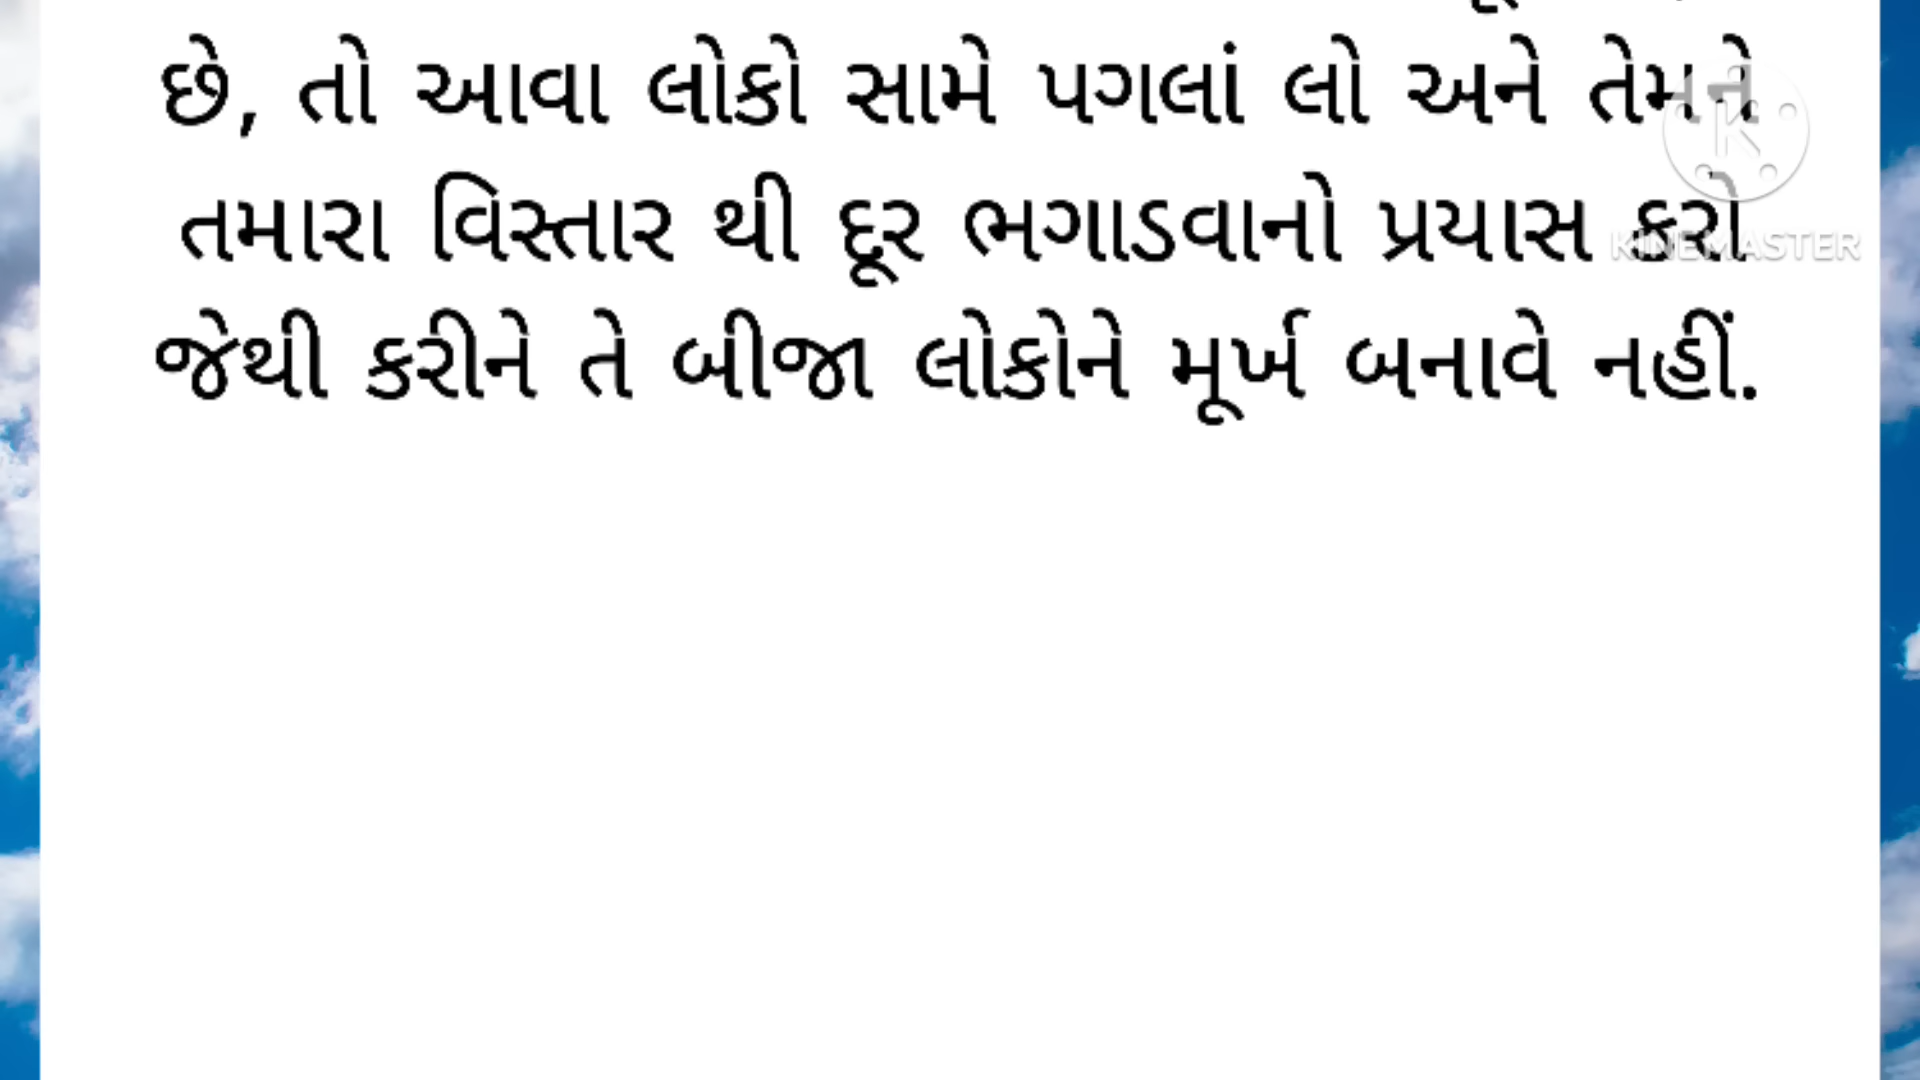 છે, તો આવા લોકો સામે પગલાં લો અને તેમને
તમારા વિસ્તાર થી દૂર ભગાડવાનો પ્રયાસ કરો
KINEMASTER
જેથી કરીને તે બીજા લોકોને મૂર્ખ બનાવે નહીં.